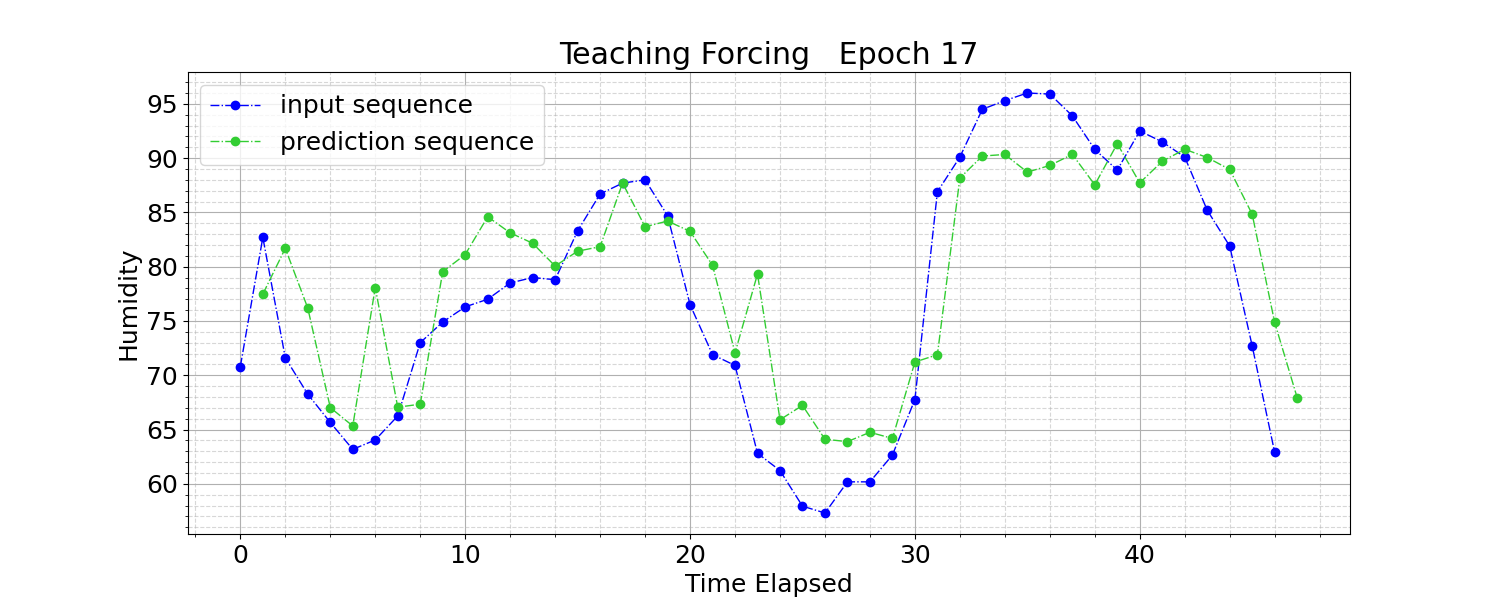 Teaching Forcing   Epoch 17
input sequence
prediction sequence
Humidity
95
90
85
80
75
70
65
60
0 10 20 30 40
Time Elapsed